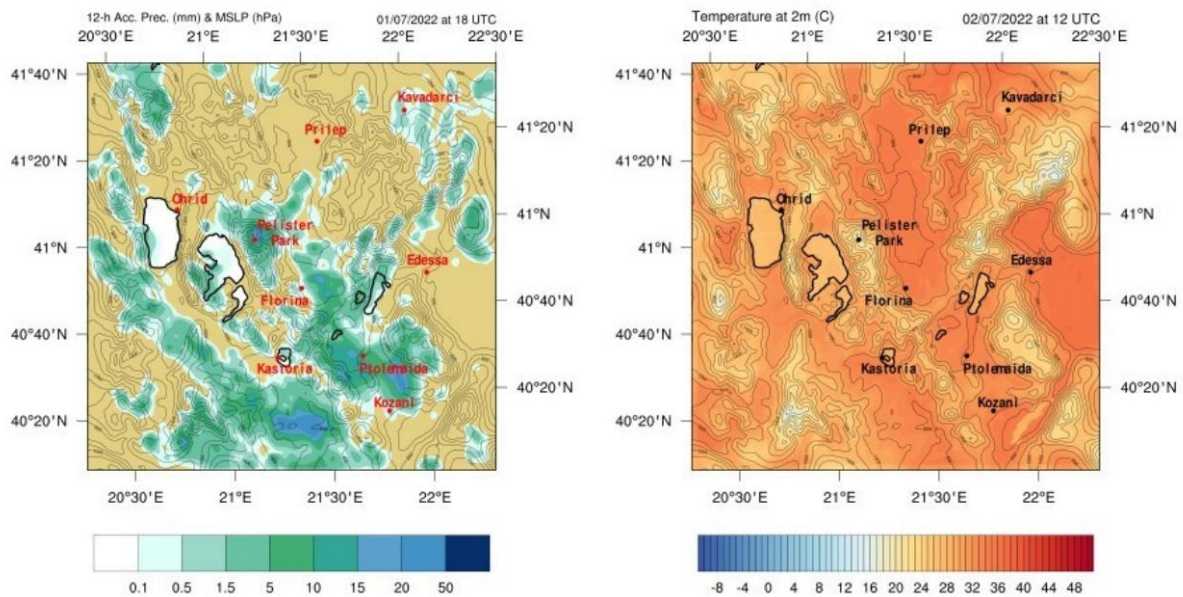 12-h Acc. Prec. (mm) & MSLP (hPa) 01/07/2022 at 18 UTC
20°30'E 21°E 21°30'E 22°E 22°30'E
41°40'N
Kavadarci
41°20'N
Prilep
41°20'N
Ohrid
41°N
Pelister
Park
41°N
Edessa
Florina
40°40'N
40°40'N
Kastoria
Ptolemaida
40°20'N
Kozani
40°20'N
20°30'E 21°E 21°30'E 22°E
0.1 0.5 1.5 5 10 15 20 50
Temperature at 2m (C) 02/07/2022 at 12 UTC
20°30'E 21°E 21°30'E 22°E 22°30'E
41°40'N
Kavadarci
41°20'N
Prilep
41°20'N
Ohrid
41°N
Pelister
Park
41°N
Edessa
Florina
40°40'N
40°40'N
Kastoria
Ptolemaida
40°20'N
Kozani
40°20'N
20°30'E 21°E 21°30'E 22°E
-8 -4 0 4 8 12 16 20 24 28 32 36 40 44 48